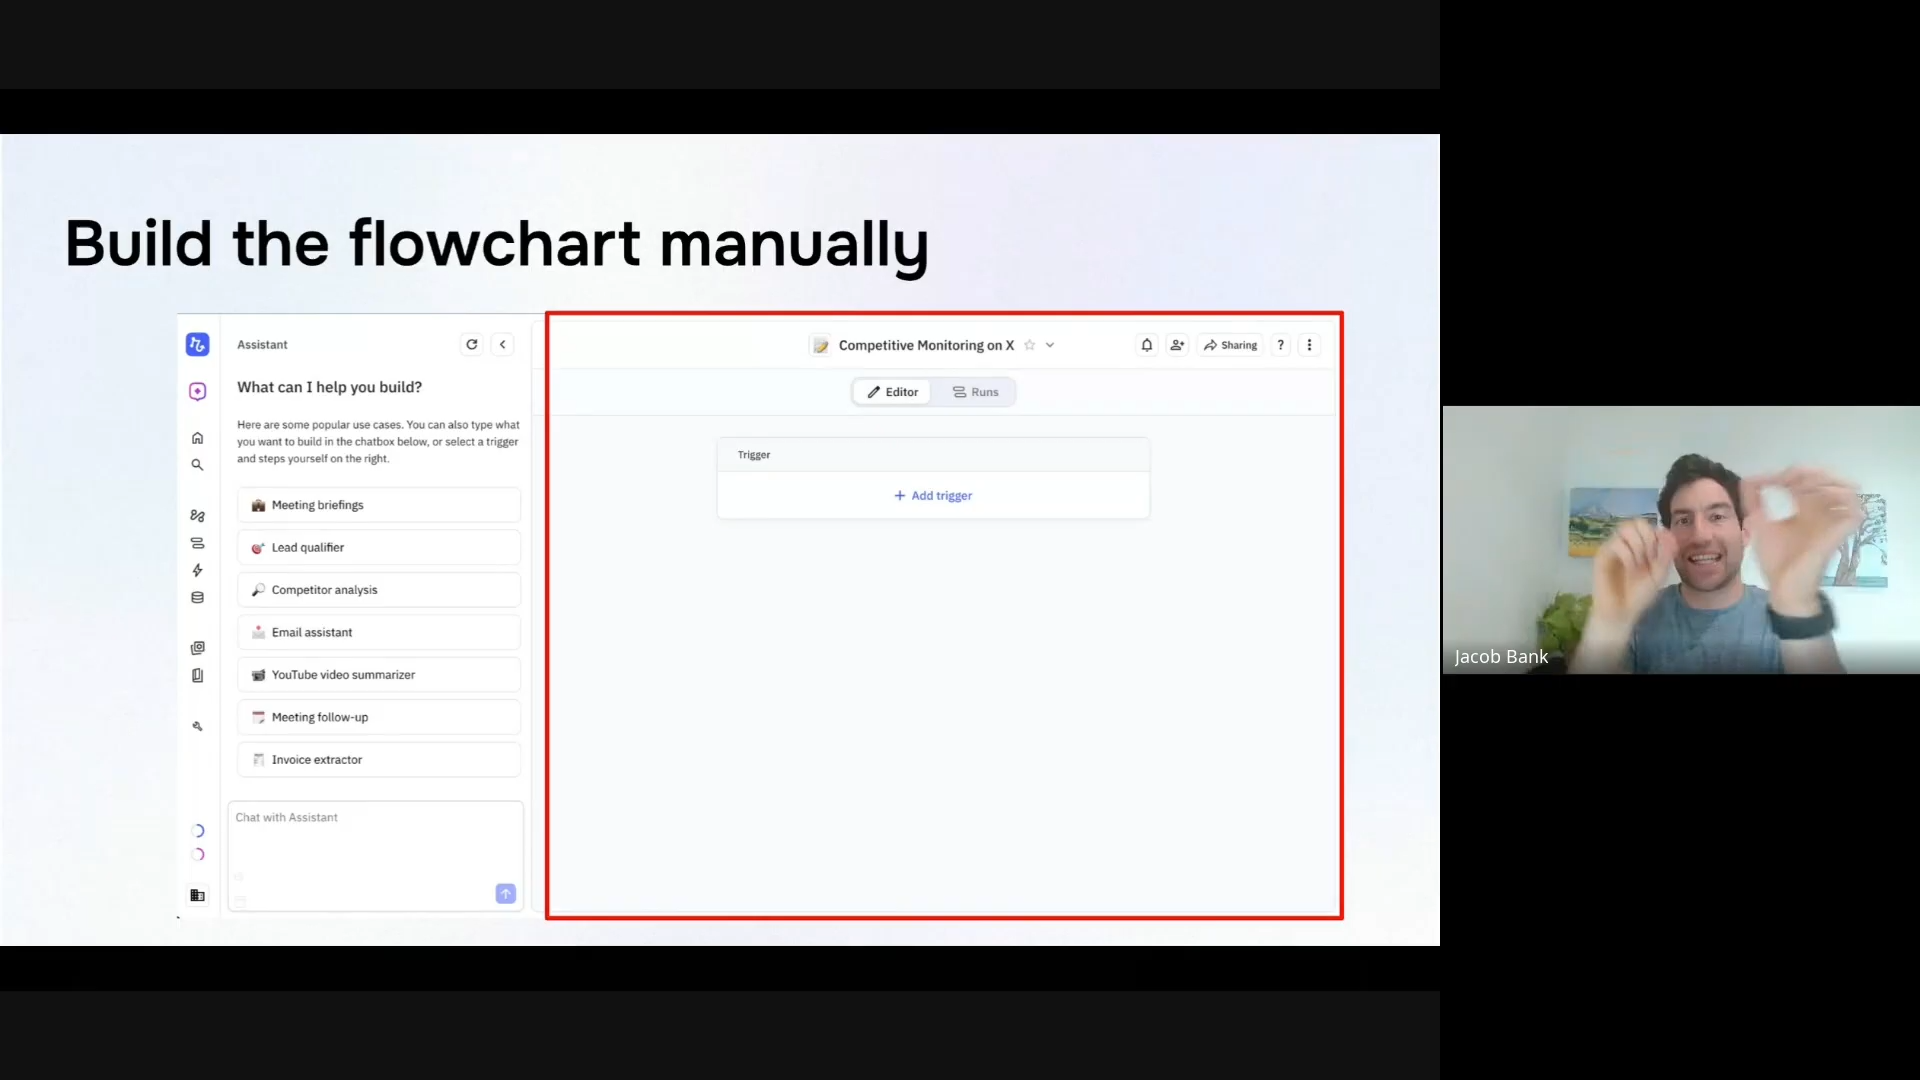 Build the flowchart manually
Assistant
What can I help you build?
Here are some popular use cases. You can also type what
you want to build in the chatbox below, or select a trigger
and steps yourself on the right.
Meeting briefings
Lead qualifier
Competitor analysis
Email assistant
YouTube video summarizer
Meeting follow-up
Invoice extractor
Chat with Assistant
Competitive Monitoring on X
Sharing
?
Editor
Runs
Trigger
+ Add trigger
Jacob Bank